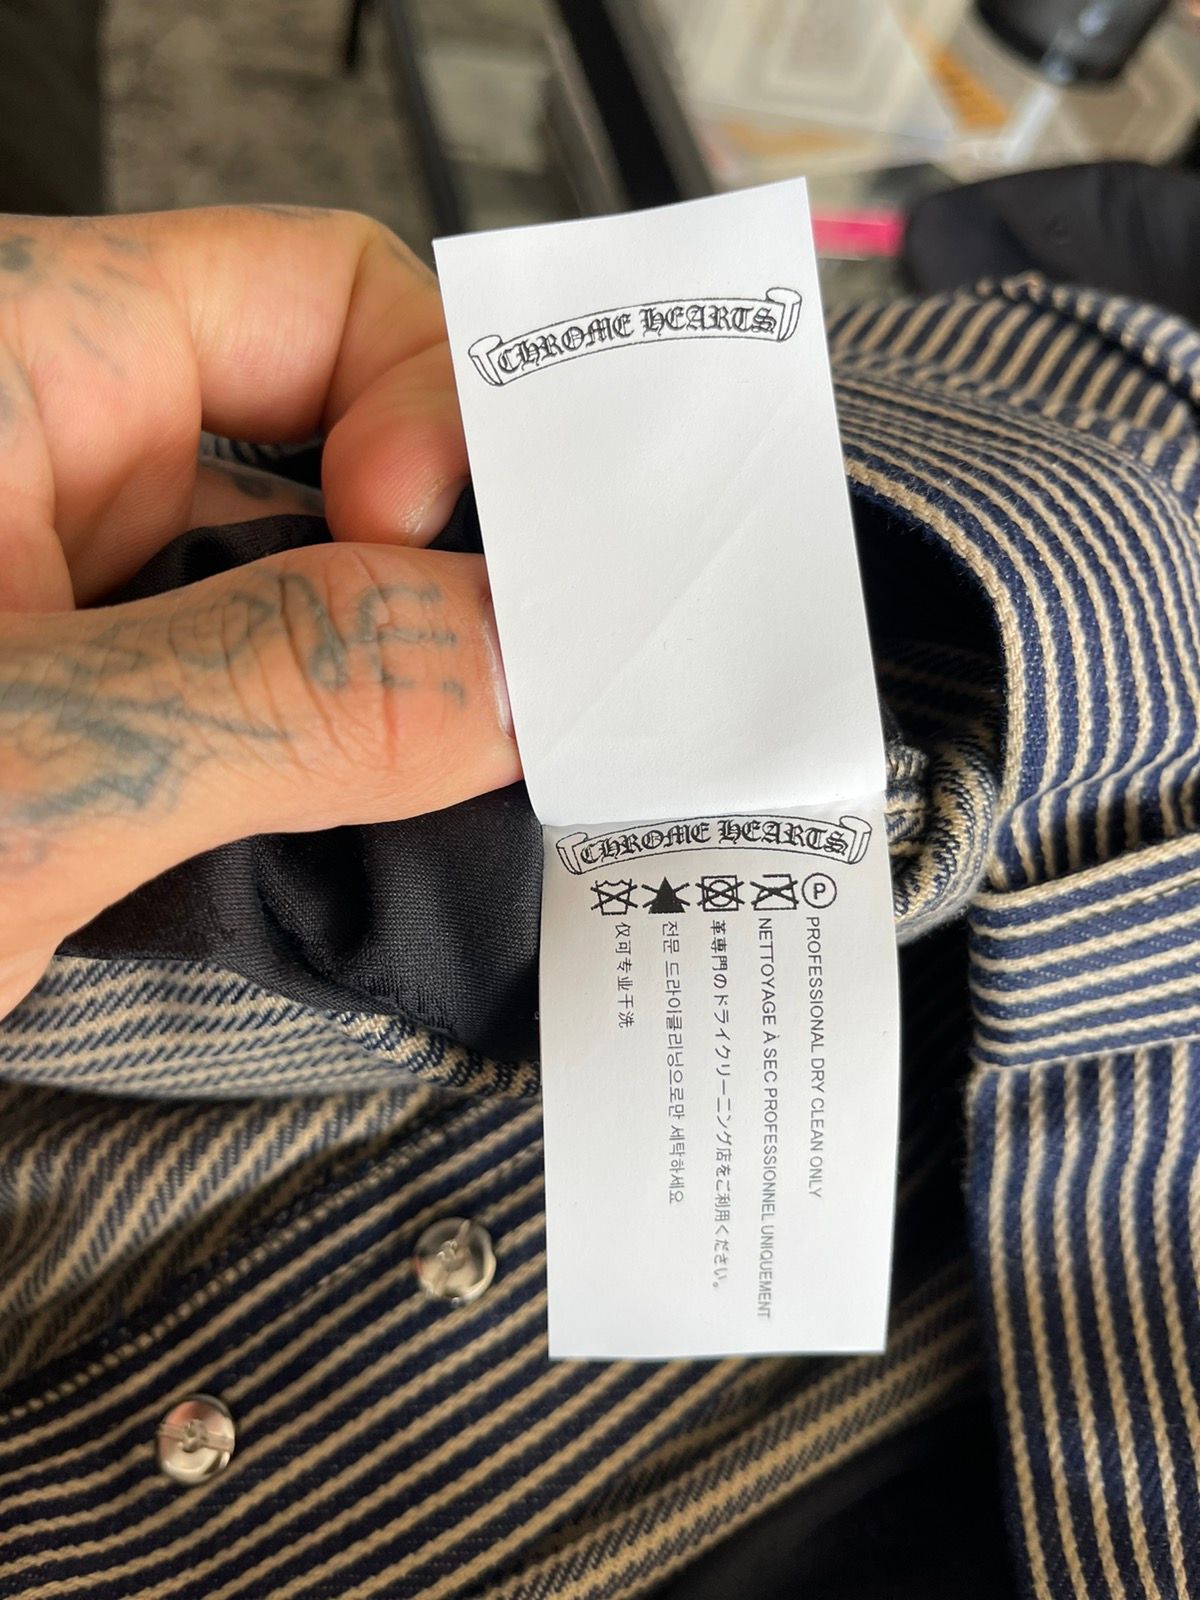 CHROME HEARTS
CHROME HEARTS
P
PROFESSIONAL DRY CLEAN ONLY
NETTOYAGE À SEC PROFESSIONNEL UNIQUEMENT
革専門のドライクリーニング店をご利用ください。
전문 드라이클리닝으로만 세탁하세요
仅可专业干洗